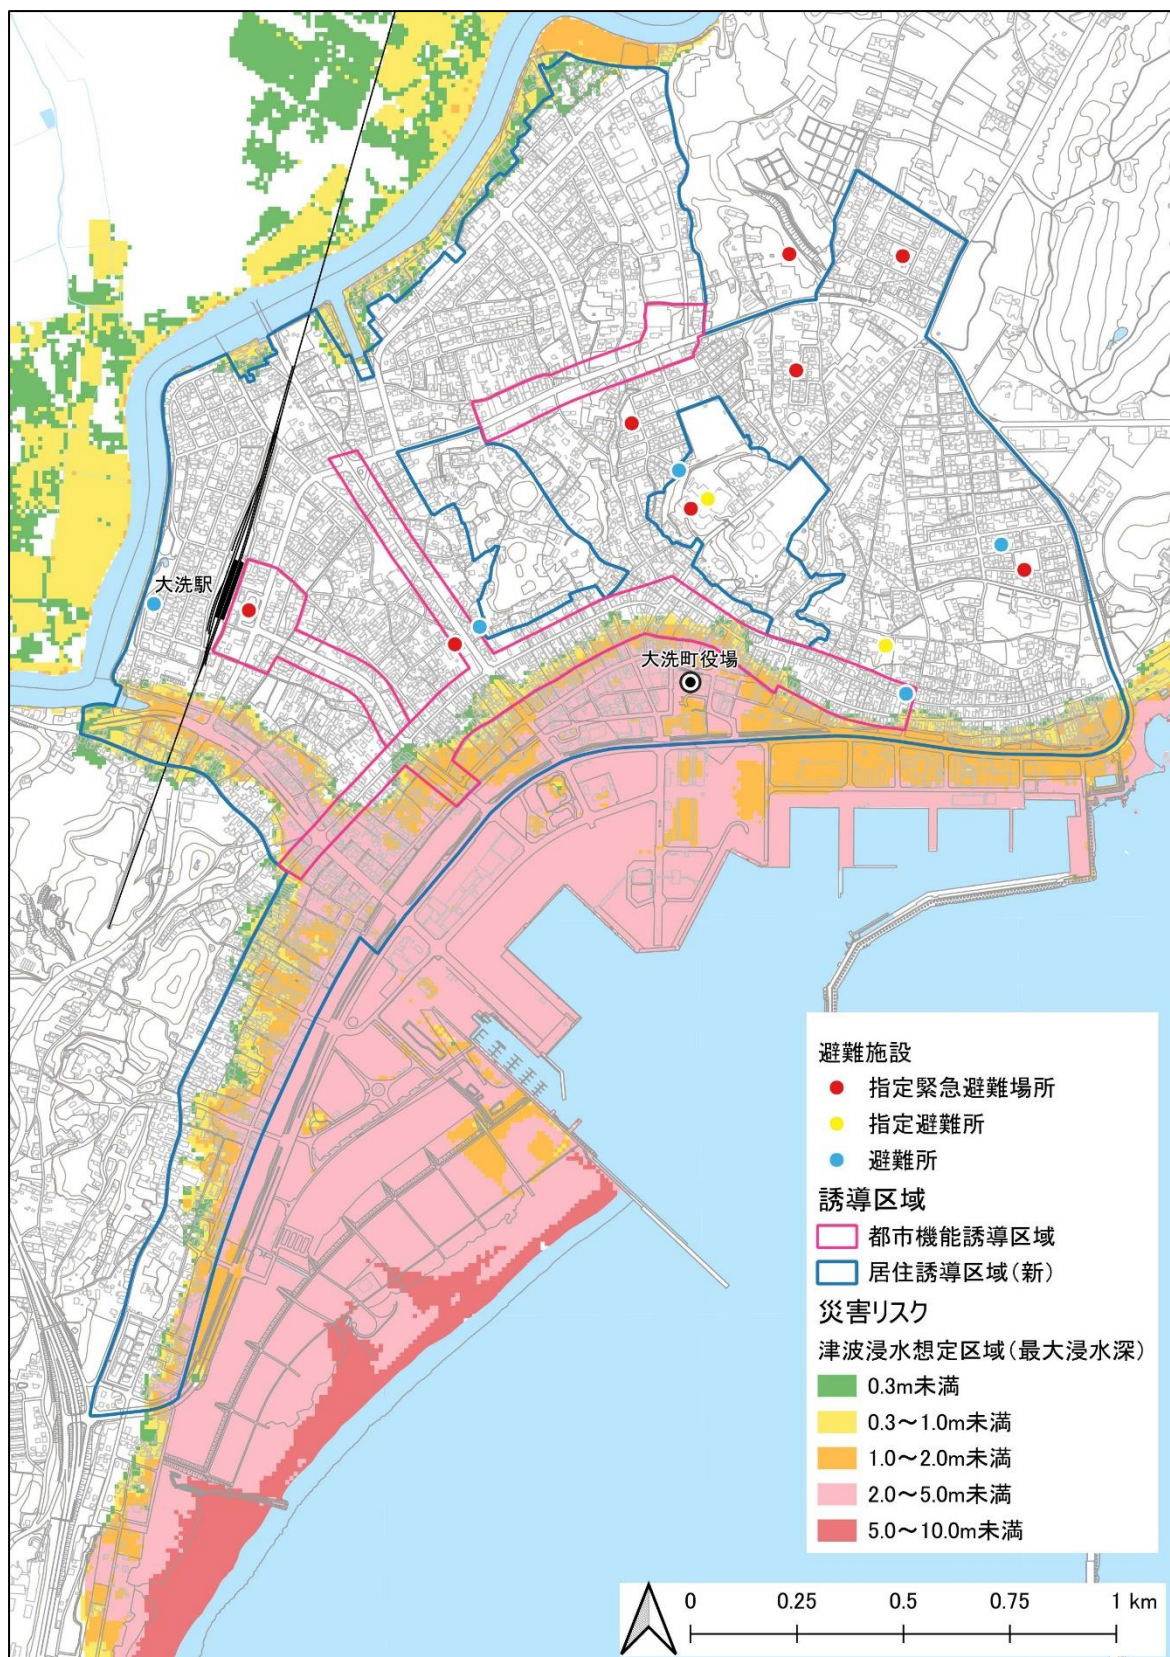 大洗駅
大洗町役場
避難施設
指定緊急避難場所
指定避難所
避難所
誘導区域
都市機能誘導区域
居住誘導区域(新)
災害リスク
津波浸水想定区域(最大浸水深)
0.3m未満
0.3～1.0m未満
1.0～2.0m未満
2.0～5.0m未満
5.0～10.0m未満
0 0.25 0.5 0.75 1 km